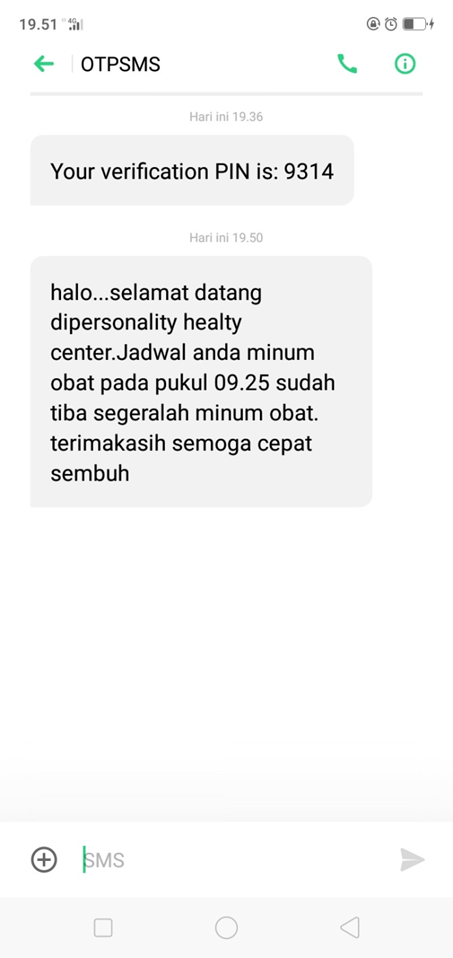 19.51 4G
OTPSMS
Hari ini 19.36
Your verification PIN is: 9314
Hari ini 19.50
halo...selamat datang
dipersonality healty
center.Jadwal anda minum
obat pada pukul 09.25 sudah
tiba segeralah minum obat.
terimakasih semoga cepat
sembuh
SMS